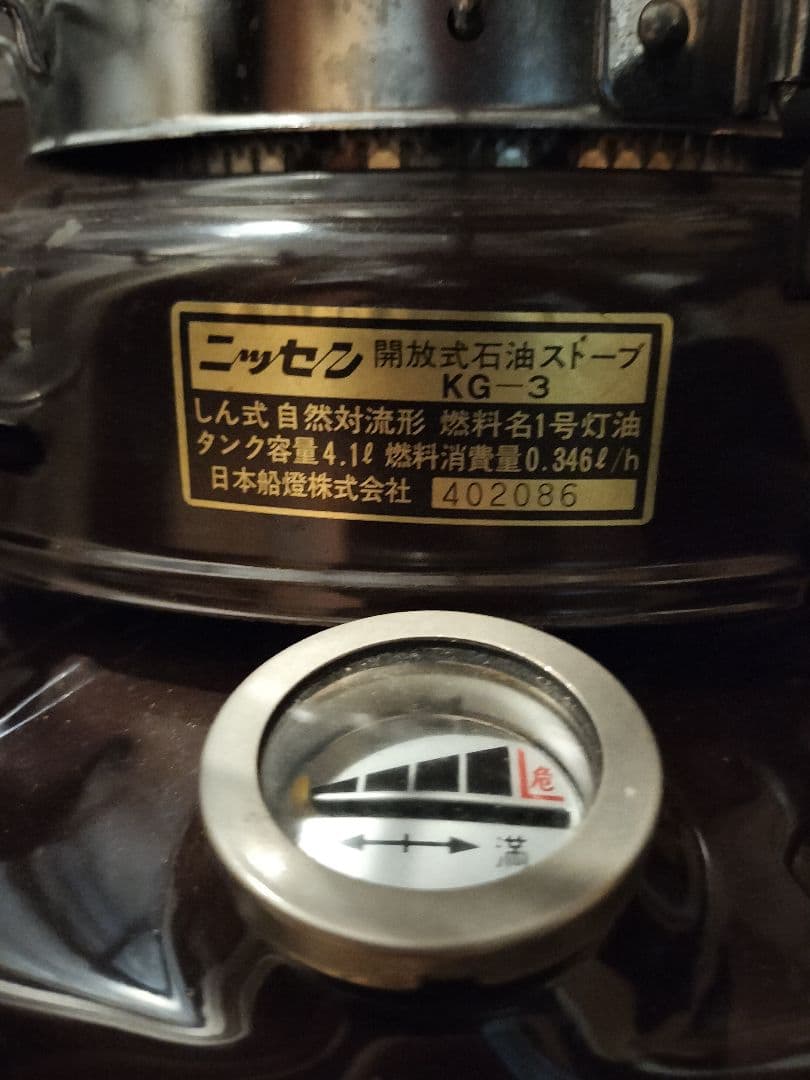 ニッセン 開放式石油ストーブ
KG-3
しん式 自然対流形 燃料名1号灯油
タンク容量4.1ℓ 燃料消費量0.346ℓ/h
日本船燈株式会社 402086
危
満